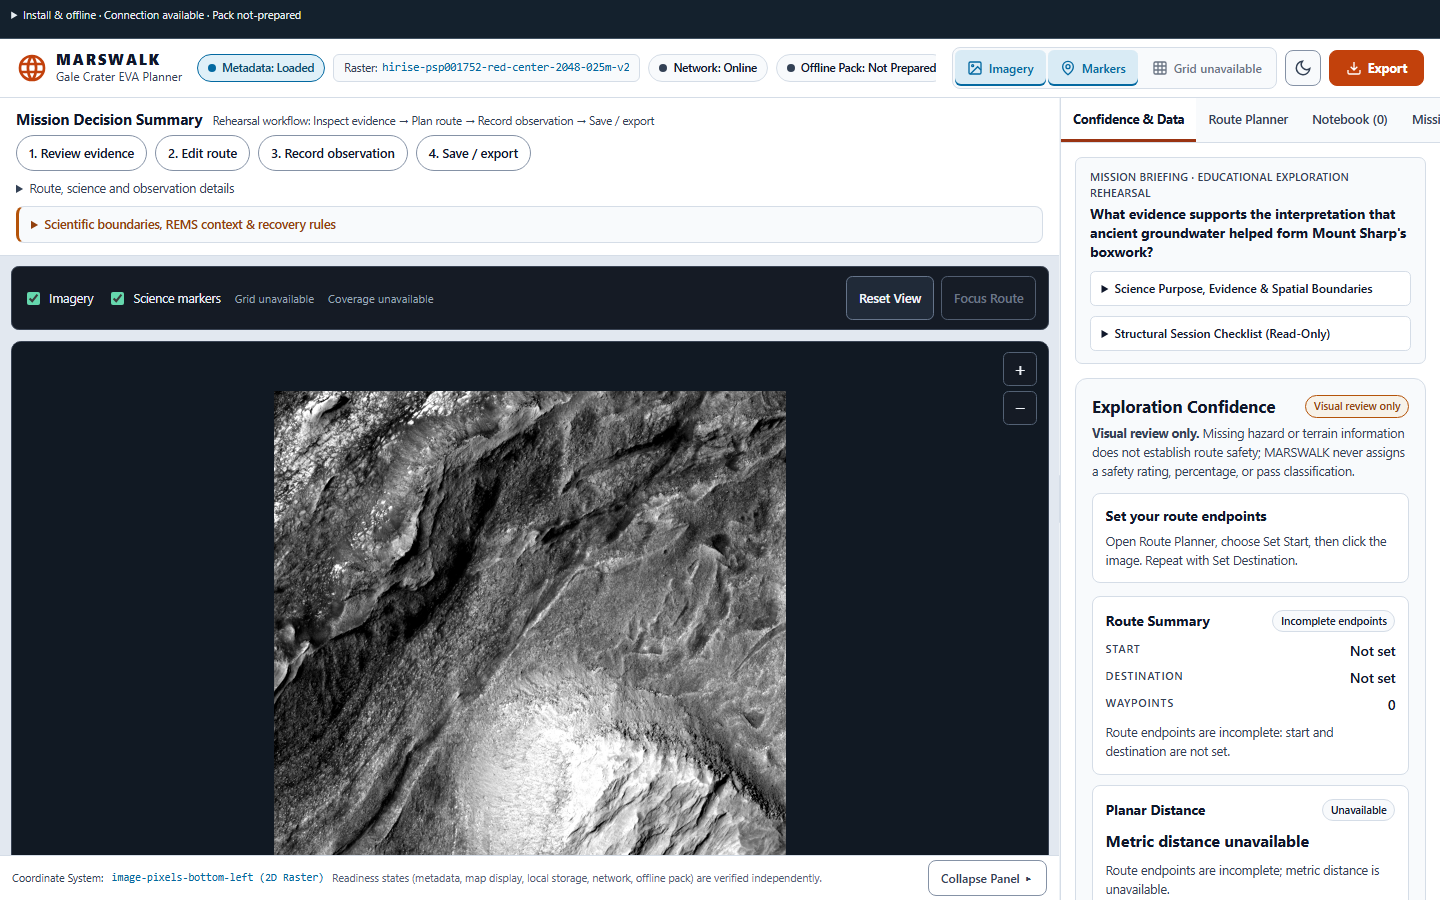 ▶ Install & offline · Connection available · Pack not-prepared
MARSWALK
Gale Crater EVA Planner
Metadata: Loaded
Raster: hirise-psp001752-red-center-2048-025m-v2
Network: Online
Offline Pack: Not Prepared
Imagery
Markers
Grid unavailable
Export
Mission Decision Summary
Rehearsal workflow: Inspect evidence → Plan route → Record observation → Save / export
1. Review evidence
2. Edit route
3. Record observation
4. Save / export
▶ Route, science and observation details
▶ Scientific boundaries, REMS context & recovery rules
Imagery
Science markers
Grid unavailable
Coverage unavailable
Reset View
Focus Route
+
−
Coordinate System: image-pixels-bottom-left (2D Raster)
Readiness states (metadata, map display, local storage, network, offline pack) are verified independently.
Collapse Panel ▸
Confidence & Data
Route Planner
Notebook (0)
Missi
MISSION BRIEFING · EDUCATIONAL EXPLORATION
REHEARSAL
What evidence supports the interpretation that
ancient groundwater helped form Mount Sharp's
boxwork?
▶ Science Purpose, Evidence & Spatial Boundaries
▶ Structural Session Checklist (Read-Only)
Exploration Confidence
Visual review only
Visual review only. Missing hazard or terrain information
does not establish route safety; MARSWALK never assigns
a safety rating, percentage, or pass classification.
Set your route endpoints
Open Route Planner, choose Set Start, then click the
image. Repeat with Set Destination.
Route Summary
Incomplete endpoints
START
Not set
DESTINATION
Not set
WAYPOINTS
0
Route endpoints are incomplete: start and
destination are not set.
Planar Distance
Unavailable
Metric distance unavailable
Route endpoints are incomplete; metric distance is
unavailable.